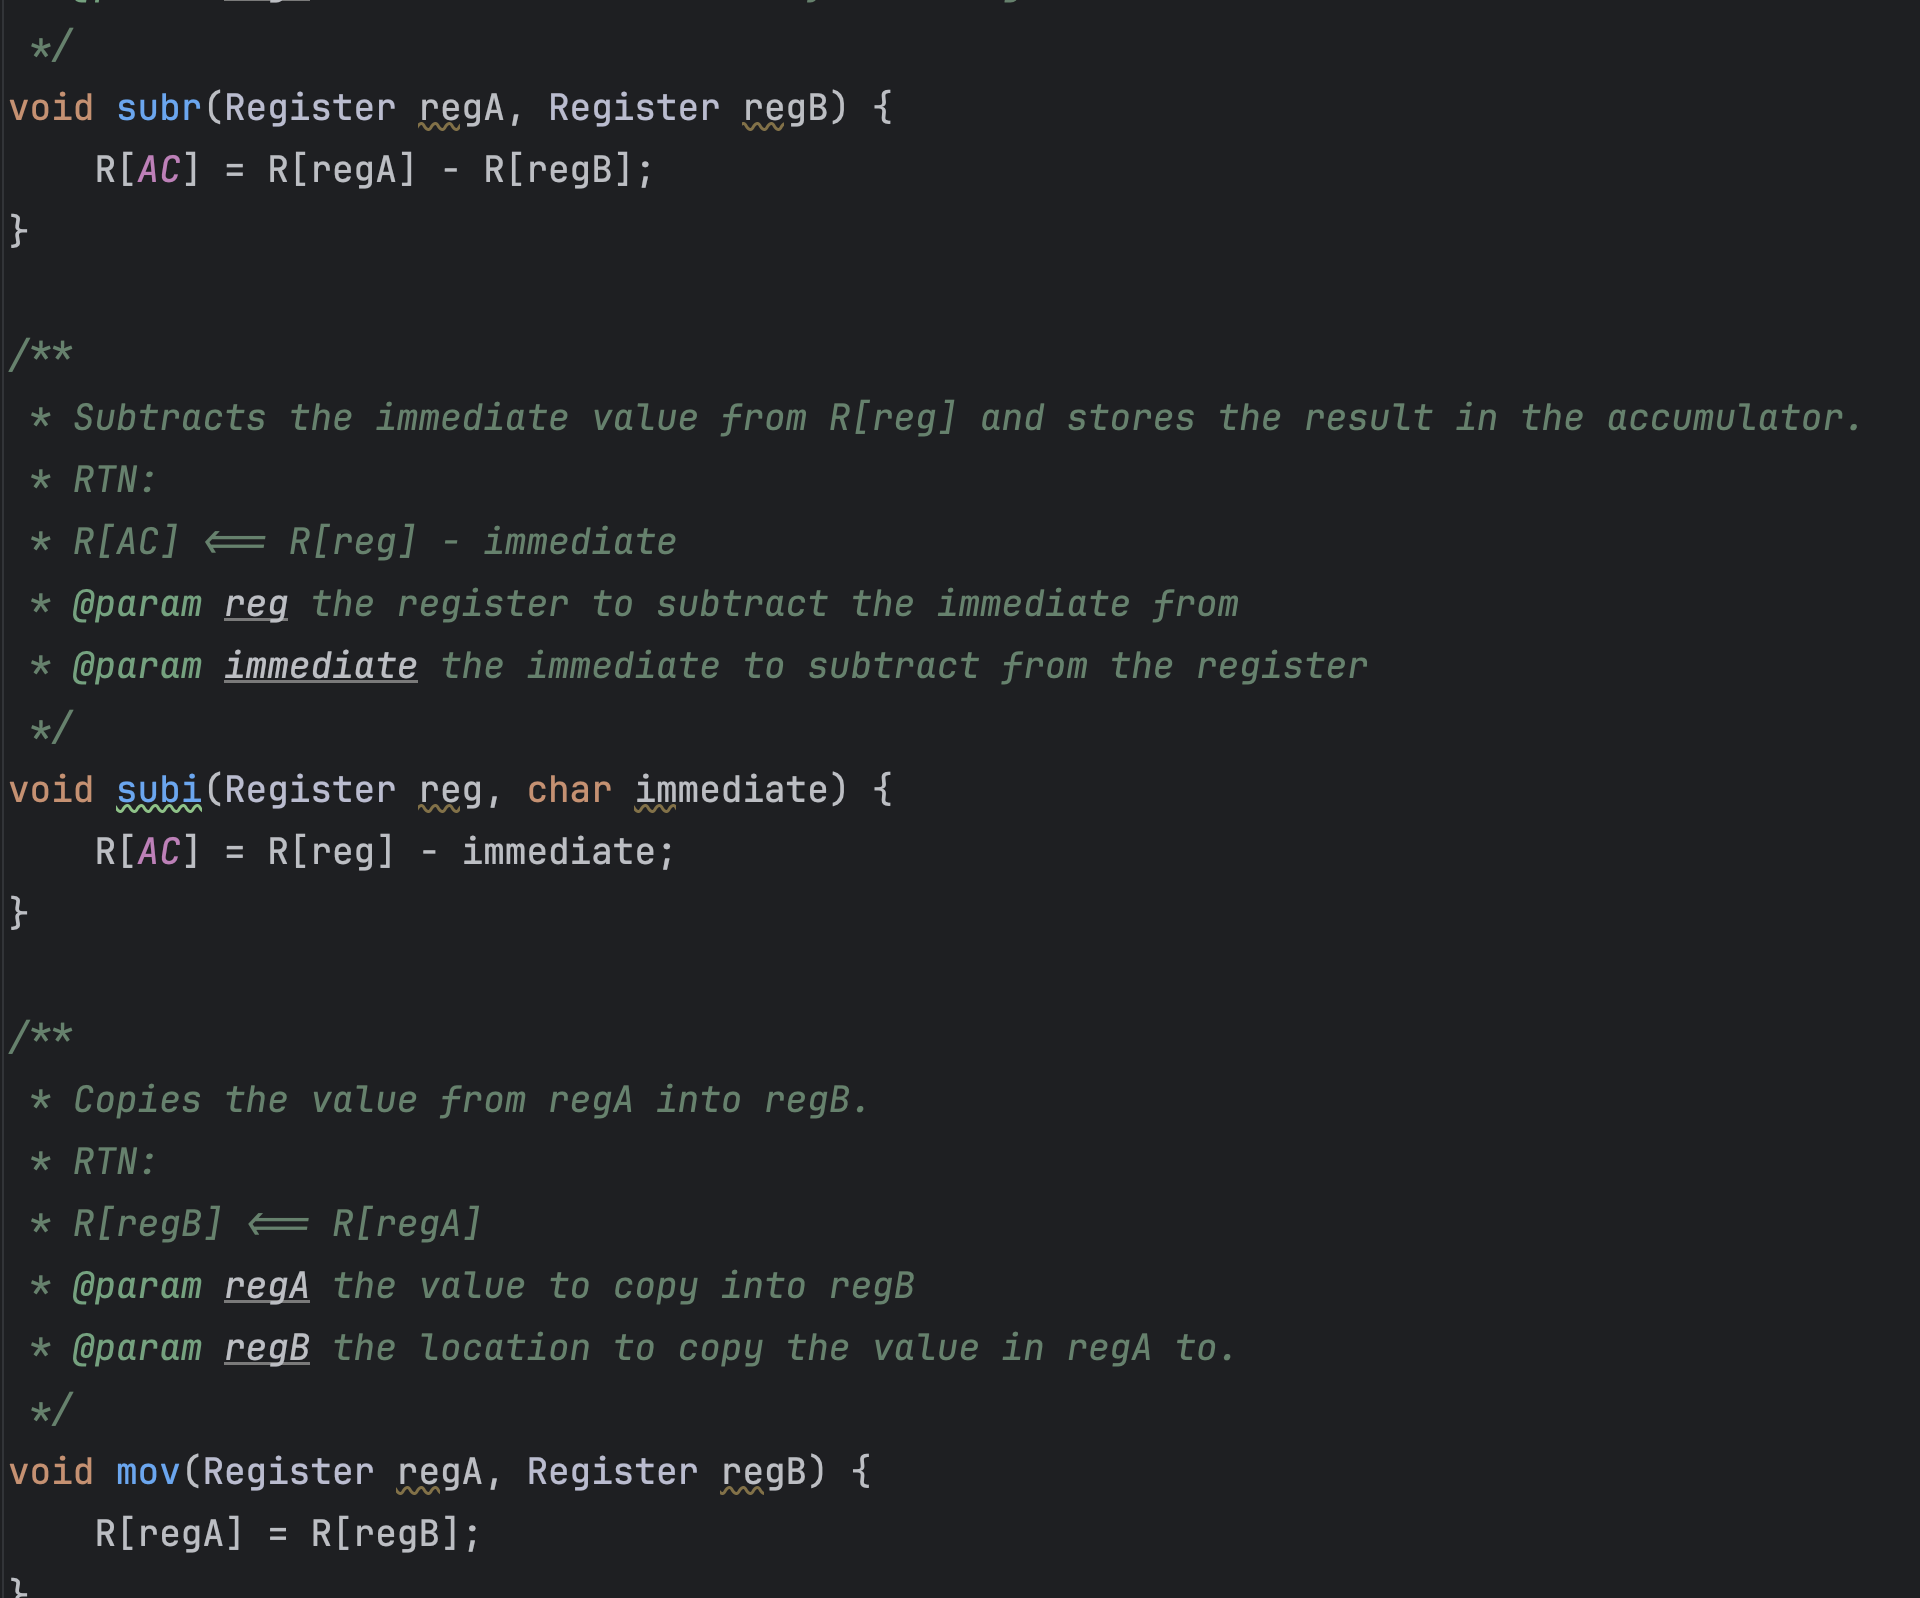 */
void subr(Register regA, Register regB) {
    R[AC] = R[regA] - R[regB];
}
/**
 * Subtracts the immediate value from R[reg] and stores the result in the accumulator.
 * RTN:
 * R[AC] <== R[reg] - immediate
 * @param reg the register to subtract the immediate from
 * @param immediate the immediate to subtract from the register
 */
void subi(Register reg, char immediate) {
    R[AC] = R[reg] - immediate;
}
/**
 * Copies the value from regA into regB.
 * RTN:
 * R[regB] <== R[regA]
 * @param regA the value to copy into regB
 * @param regB the location to copy the value in regA to.
 */
void mov(Register regA, Register regB) {
    R[regA] = R[regB];
}